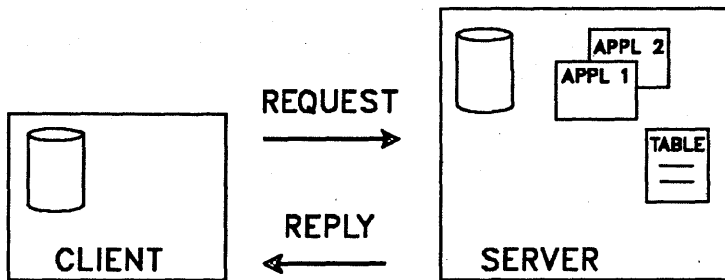 APPL 2
APPL 1
REQUEST
TABLE
REPLY
CLIENT
SERVER